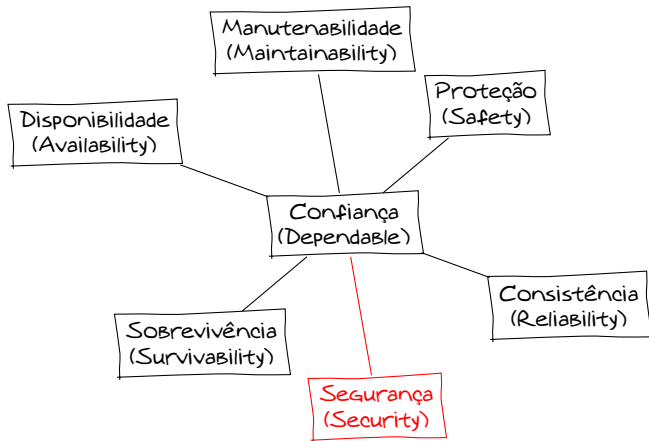 Manutenabilidade
(Maintainability)
Proteção
(Safety)
Disponibilidade
(Availability)
Confiança
(Dependable)
Consistência
(Reliability)
Sobrevivência
(Survivability)
Segurança
(Security)